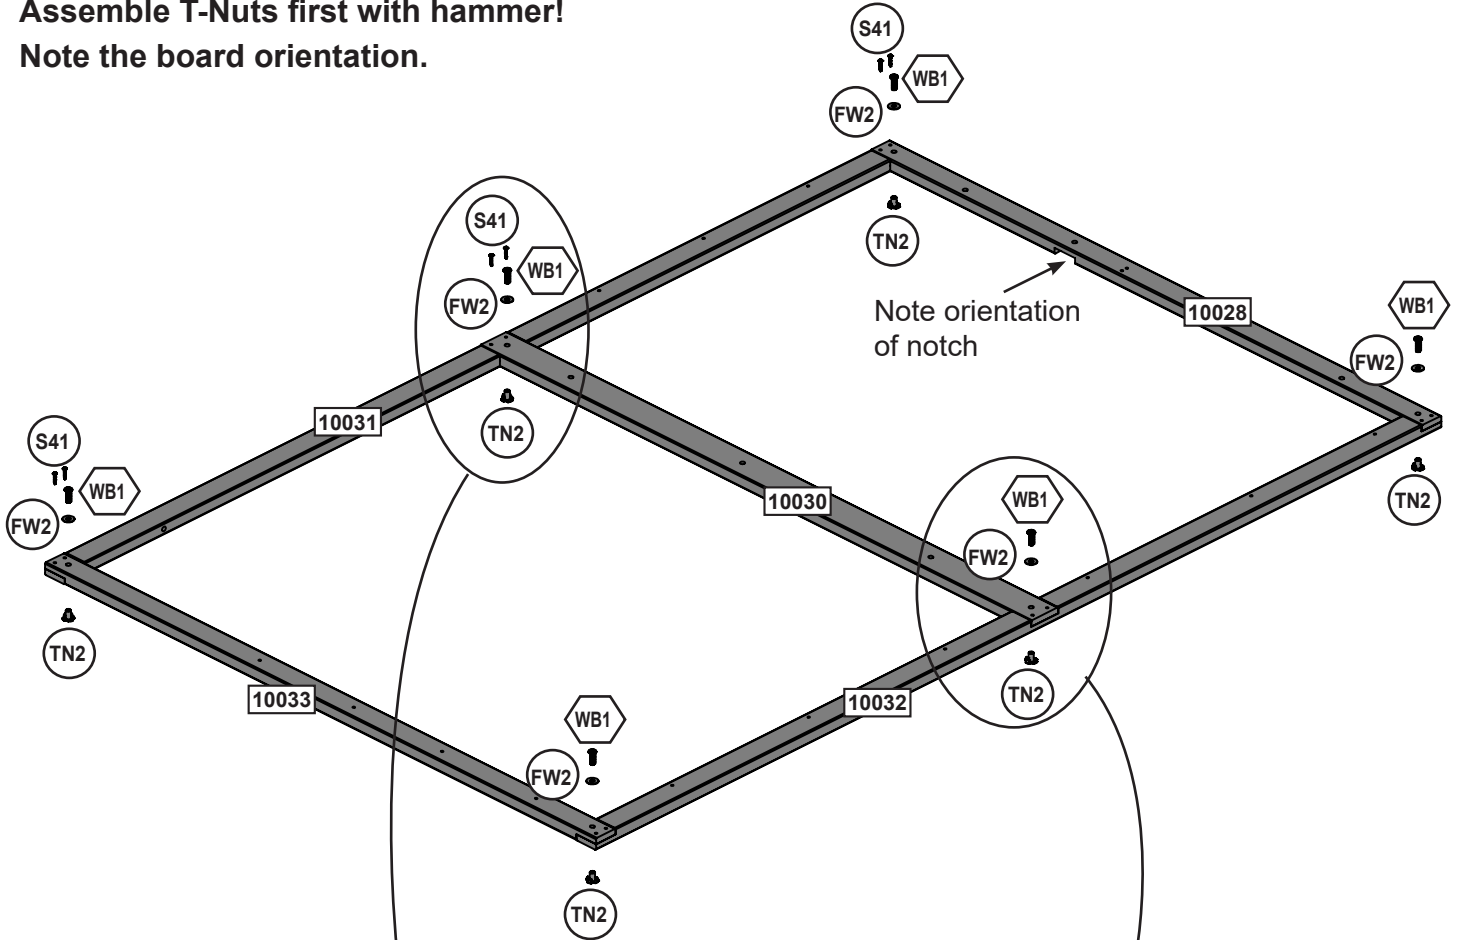 Assemble T-Nuts first with hammer!
Note the board orientation.
S41
WB1
FW2
TN2
Note orientation
of notch
10028
WB1
FW2
TN2
S41
WB1
FW2
TN2
10031
S41
WB1
FW2
TN2
10030
WB1
FW2
TN2
10033
10032
WB1
FW2
TN2